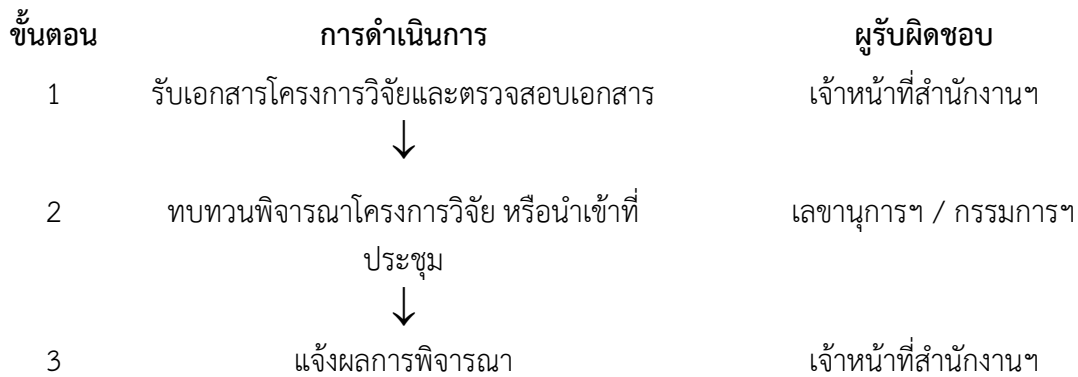 ขั้นตอน การดำเนินการ ผูรับผิดชอบ
1 รับเอกสารโครงการวิจัยและตรวจสอบเอกสาร เจ้าหน้าที่สำนักงานฯ
↓
2 ทบทวนพิจารณาโครงการวิจัย หรือนำเข้าที่ เลขานุการฯ / กรรมการฯ
ประชุม
↓
3 แจ้งผลการพิจารณา เจ้าหน้าที่สำนักงานฯ